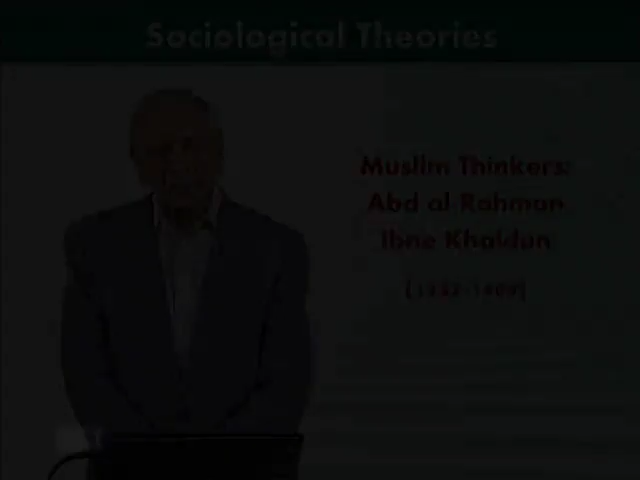 Sociological Theories
Muslim Thinkers:
Abd al-Rahman
Ibne Khaldun